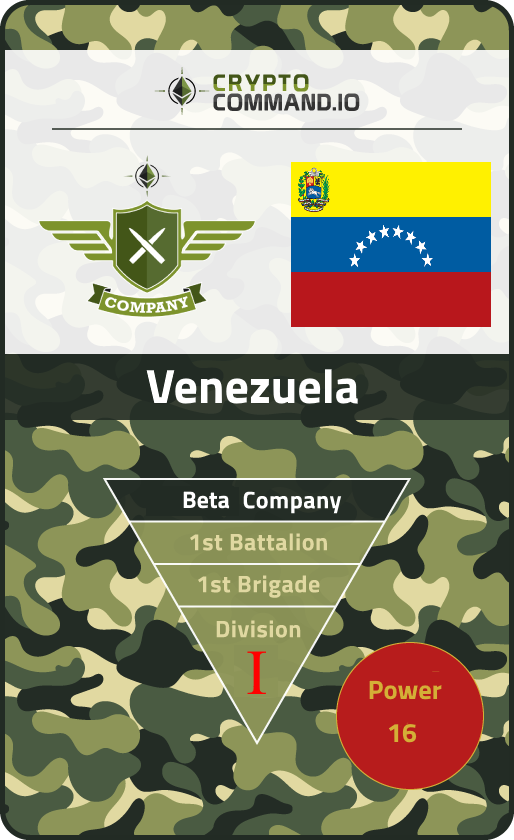 CRYPTO
COMMAND.IO
COMPANY
Venezuela
Beta Company
1st Battalion
1st Brigade
Division
I
Power
16